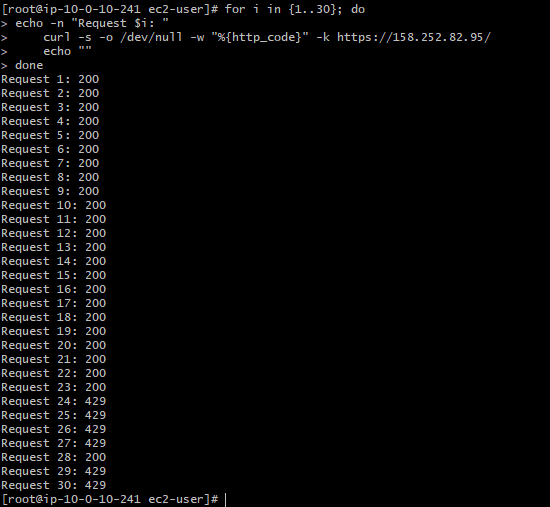 [root@ip-10-0-10-241 ec2-user]# for i in {1..30}; do
> echo -n "Request $i: "
>     curl -s -o /dev/null -w "%{http_code}" -k https://158.252.82.95/
>     echo ""
> done
Request 1: 200
Request 2: 200
Request 3: 200
Request 4: 200
Request 5: 200
Request 6: 200
Request 7: 200
Request 8: 200
Request 9: 200
Request 10: 200
Request 11: 200
Request 12: 200
Request 13: 200
Request 14: 200
Request 15: 200
Request 16: 200
Request 17: 200
Request 18: 200
Request 19: 200
Request 20: 200
Request 21: 200
Request 22: 200
Request 23: 200
Request 24: 429
Request 25: 429
Request 26: 429
Request 27: 429
Request 28: 200
Request 29: 429
Request 30: 429
[root@ip-10-0-10-241 ec2-user]#